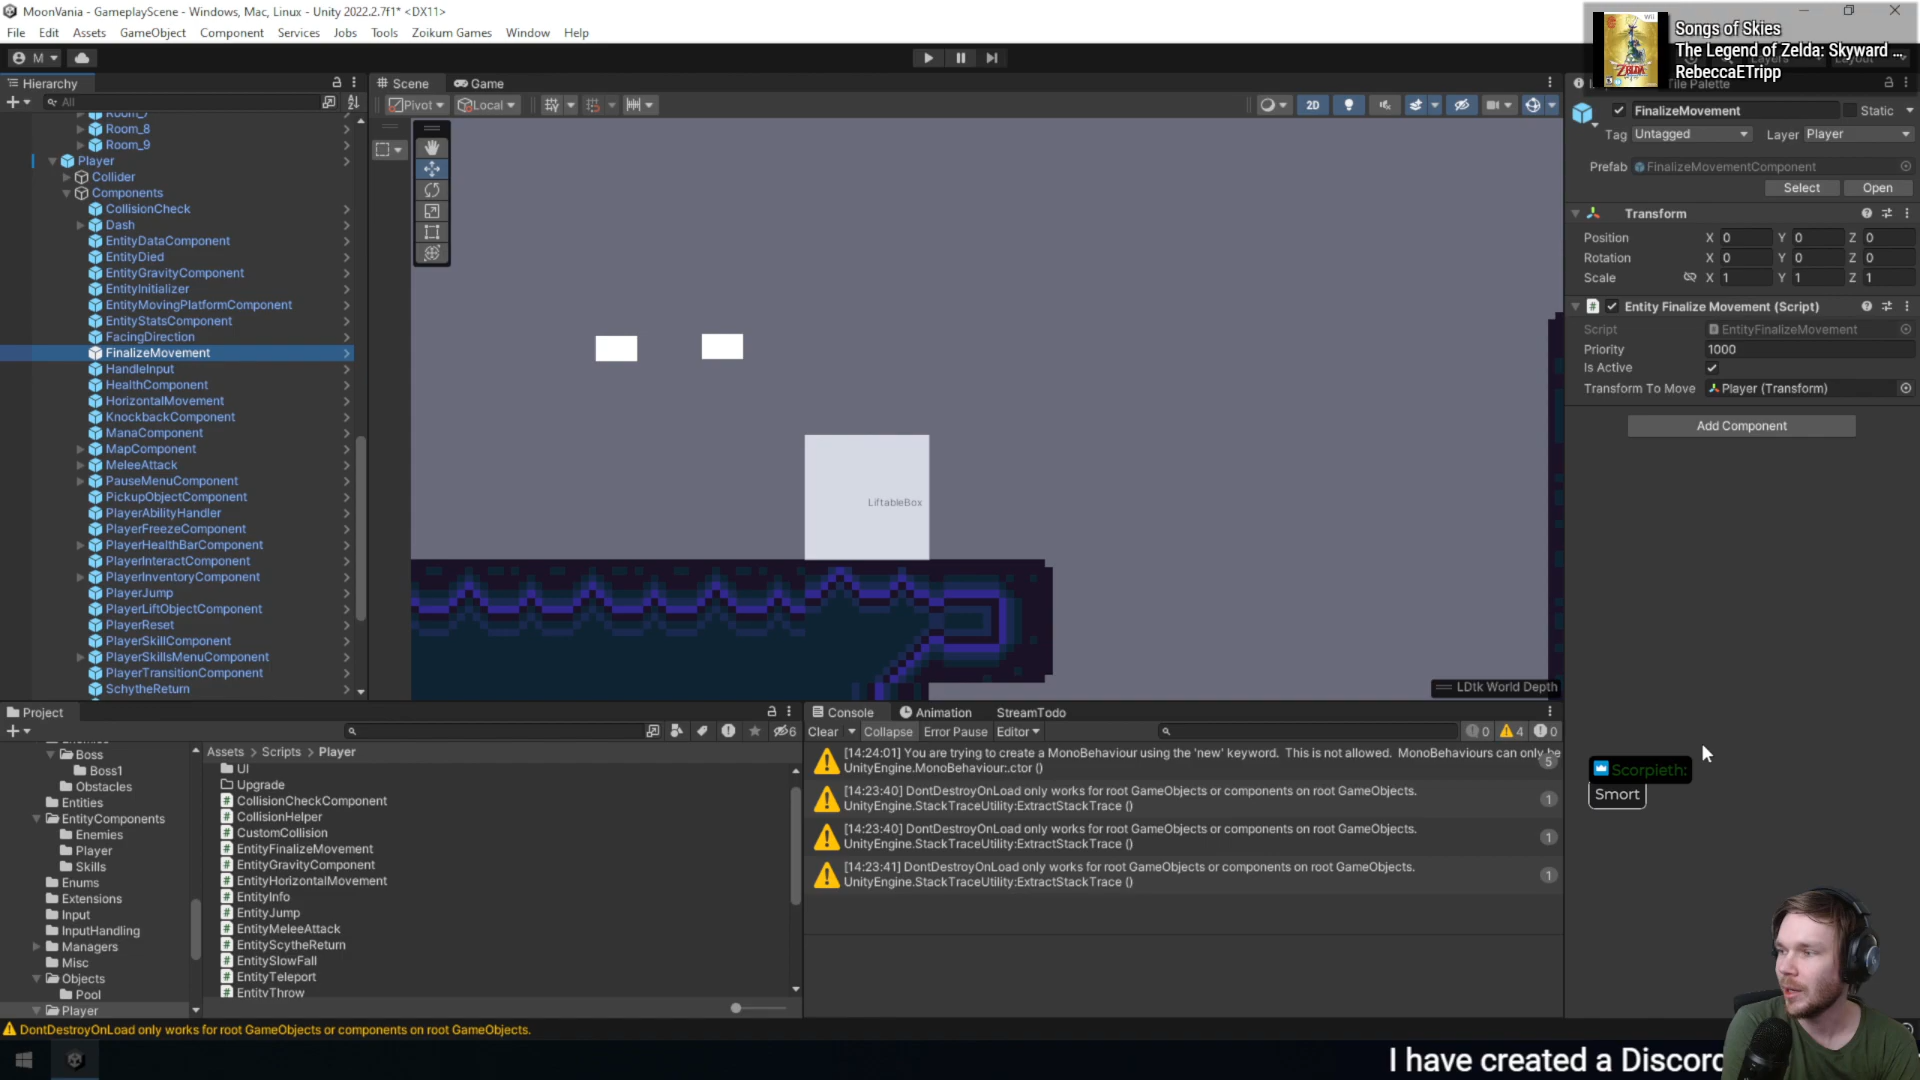 MoonVania - GameplayScene - Windows, Mac, Linux - Unity 2022.2.7f1* <DX11>
File Edit Assets GameObject Component Services Jobs Tools Zoikum Games Window Help
Songs of Skies
The Legend of Zelda: Skyward ...
RebeccaETripp
M
Hierarchy
All
Room_7
Room_8
Room_9
Player
Collider
Components
CollisionCheck
Dash
EntityDataComponent
EntityDied
EntityGravityComponent
EntityInitializer
EntityMovingPlatformComponent
EntityStatsComponent
FacingDirection
FinalizeMovement
HandleInput
HealthComponent
HorizontalMovement
KnockbackComponent
ManaComponent
MapComponent
MeleeAttack
PauseMenuComponent
PickupObjectComponent
PlayerAbilityHandler
PlayerFreezeComponent
PlayerHealthBarComponent
PlayerInteractComponent
PlayerInventoryComponent
PlayerJump
PlayerLiftObjectComponent
PlayerReset
PlayerSkillComponent
PlayerSkillsMenuComponent
PlayerTransitionComponent
SchytheReturn
Scene Game
Pivot Local 2D
LiftableBox
LDtk World Depth
FinalizeMovement Static
Tag Untagged Layer Player
Prefab FinalizeMovementComponent
Select Open
Transform
Position X 0 Y 0 Z 0
Rotation X 0 Y 0 Z 0
Scale X 1 Y 1 Z 1
Entity Finalize Movement (Script)
Script EntityFinalizeMovement
Priority 1000
Is Active
Transform To Move Player (Transform)
Add Component
Project
6
Boss
Boss1
Obstacles
Entities
EntityComponents
Enemies
Player
Skills
Enums
Extensions
Input
InputHandling
Managers
Misc
Objects
Pool
Player
Assets > Scripts > Player
UI
Upgrade
CollisionCheckComponent
CollisionHelper
CustomCollision
EntityFinalizeMovement
EntityGravityComponent
EntityHorizontalMovement
EntityInfo
EntityJump
EntityMeleeAttack
EntityScytheReturn
EntitySlowFall
EntityTeleport
EntityThrow
Console Animation StreamTodo
Clear Collapse Error Pause Editor 0 4 0
[14:24:01] You are trying to create a MonoBehaviour using the 'new' keyword. This is not allowed. MonoBehaviours can only be
UnityEngine.MonoBehaviour:.ctor ()
5
[14:23:40] DontDestroyOnLoad only works for root GameObjects or components on root GameObjects.
UnityEngine.StackTraceUtility:ExtractStackTrace ()
1
[14:23:40] DontDestroyOnLoad only works for root GameObjects or components on root GameObjects.
UnityEngine.StackTraceUtility:ExtractStackTrace ()
1
[14:23:41] DontDestroyOnLoad only works for root GameObjects or components on root GameObjects.
UnityEngine.StackTraceUtility:ExtractStackTrace ()
1
Scorpieth:
Smort
DontDestroyOnLoad only works for root GameObjects or components on root GameObjects.
I have created a Discord